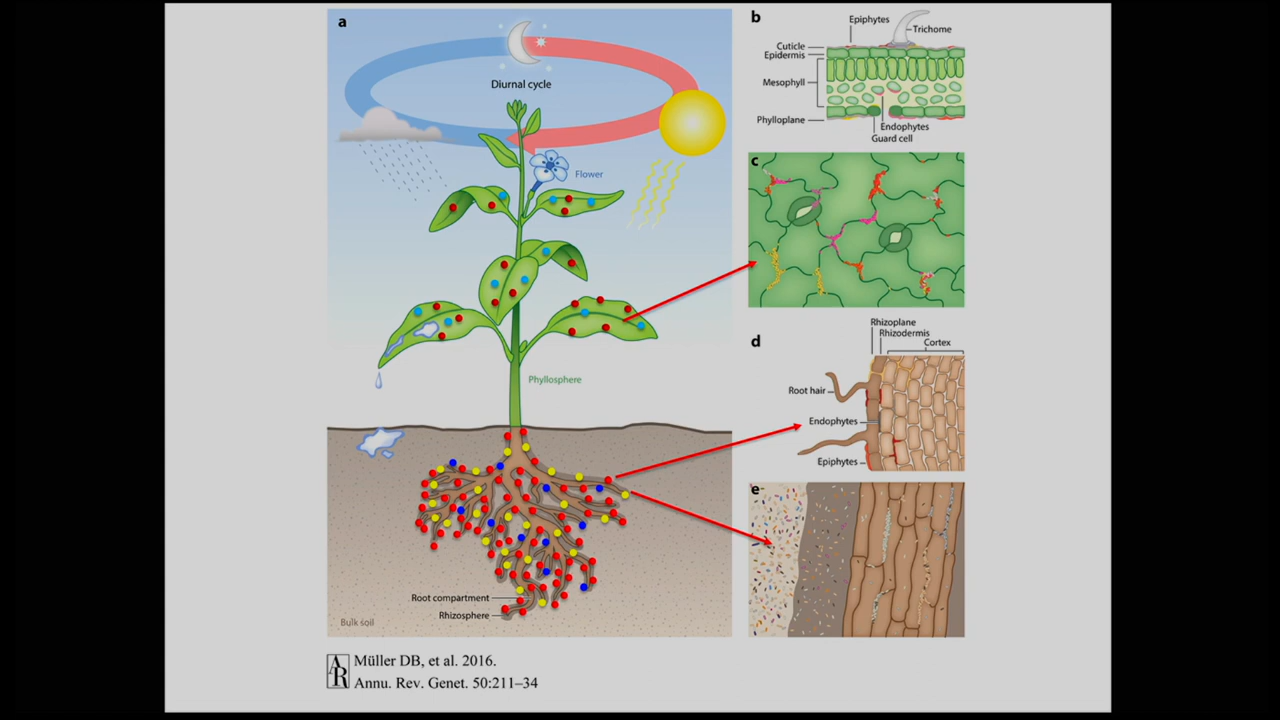 a
Diurnal cycle
Flower
Phyllosphere
Root compartment
Rhizosphere
Bulk soil
b
Epiphytes
Trichome
Cuticle
Epidermis
Mesophyll
Phylloplane
Endophytes
Guard cell
c
d
Rhizoplane
Rhizodermis
Cortex
Root hair
Endophytes
Epiphytes
e
AR
Müller DB, et al. 2016.
Annu. Rev. Genet. 50:211–34